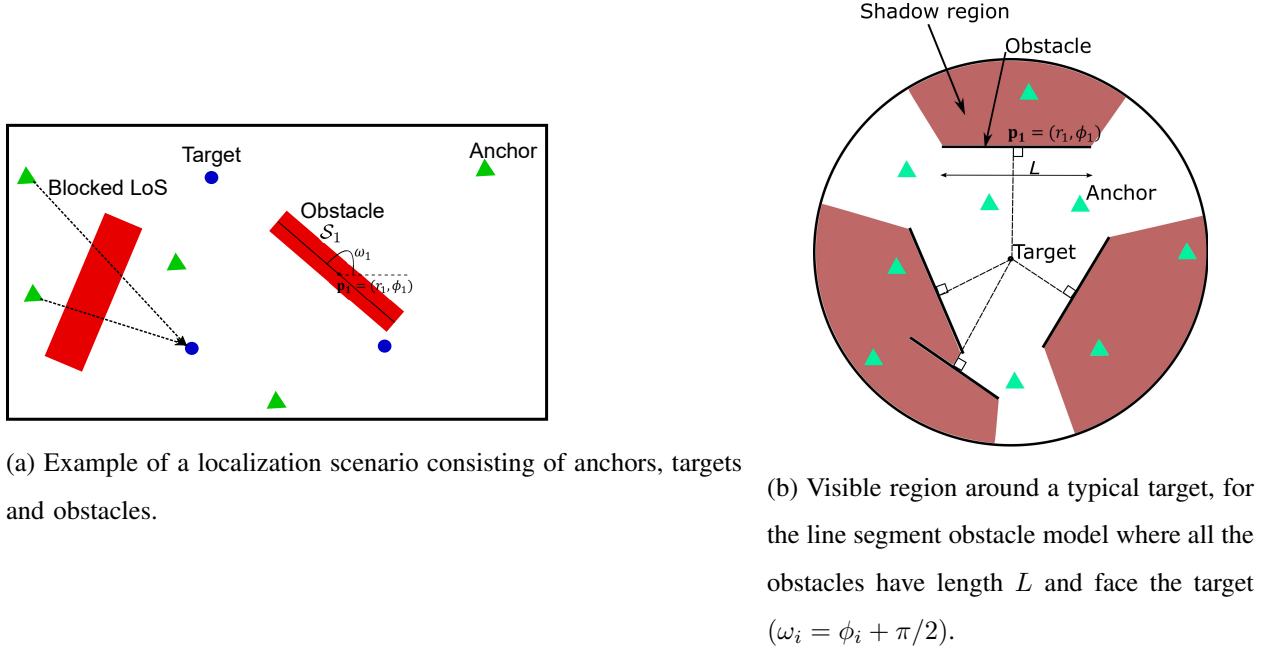 Target
Anchor
Blocked LoS
Obstacle
𝒮₁
ω₁
𝐩₁ = (r₁, ϕ₁)
(a) Example of a localization scenario consisting of anchors, targets
and obstacles.
Shadow region
Obstacle
𝐩₁ = (r₁, ϕ₁)
L
Anchor
Target
(b) Visible region around a typical target, for
the line segment obstacle model where all the
obstacles have length L and face the target
(ωᵢ = ϕᵢ + π/2).